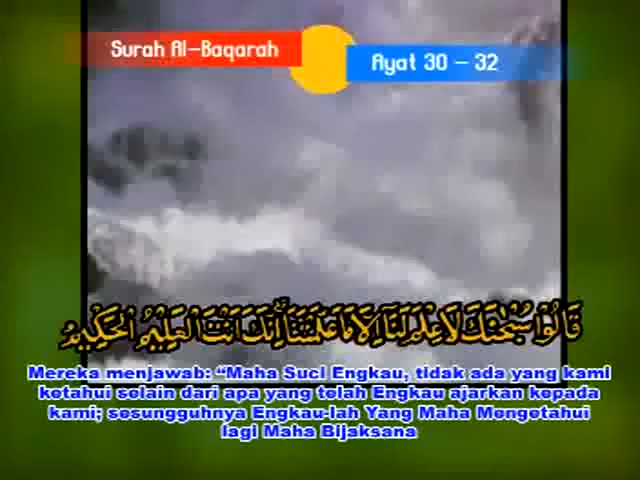 Surah Al-Baqarah
Ayat 30 - 32
قَالُوا۟ سُبْحَٰنَكَ لَا عِلْمَ لَنَآ إِلَّا مَا عَلَّمْتَنَآ ۖ إِنَّكَ أَنتَ الْعَلِيمُ الْحَكِيمُ
Mereka menjawab: “Maha Suci Engkau, tidak ada yang kami
ketahui selain dari apa yang telah Engkau ajarkan kepada
kami; sesungguhnya Engkau-lah Yang Maha Mengetahui
lagi Maha Bijaksana